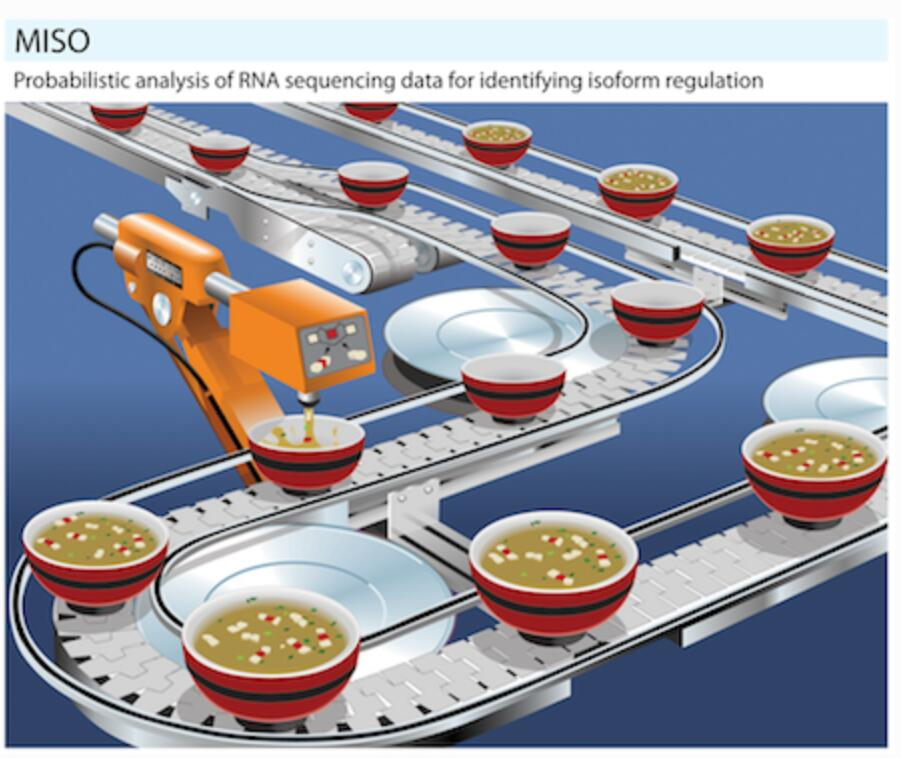 MISO
Probabilistic analysis of RNA sequencing data for identifying isoform regulation